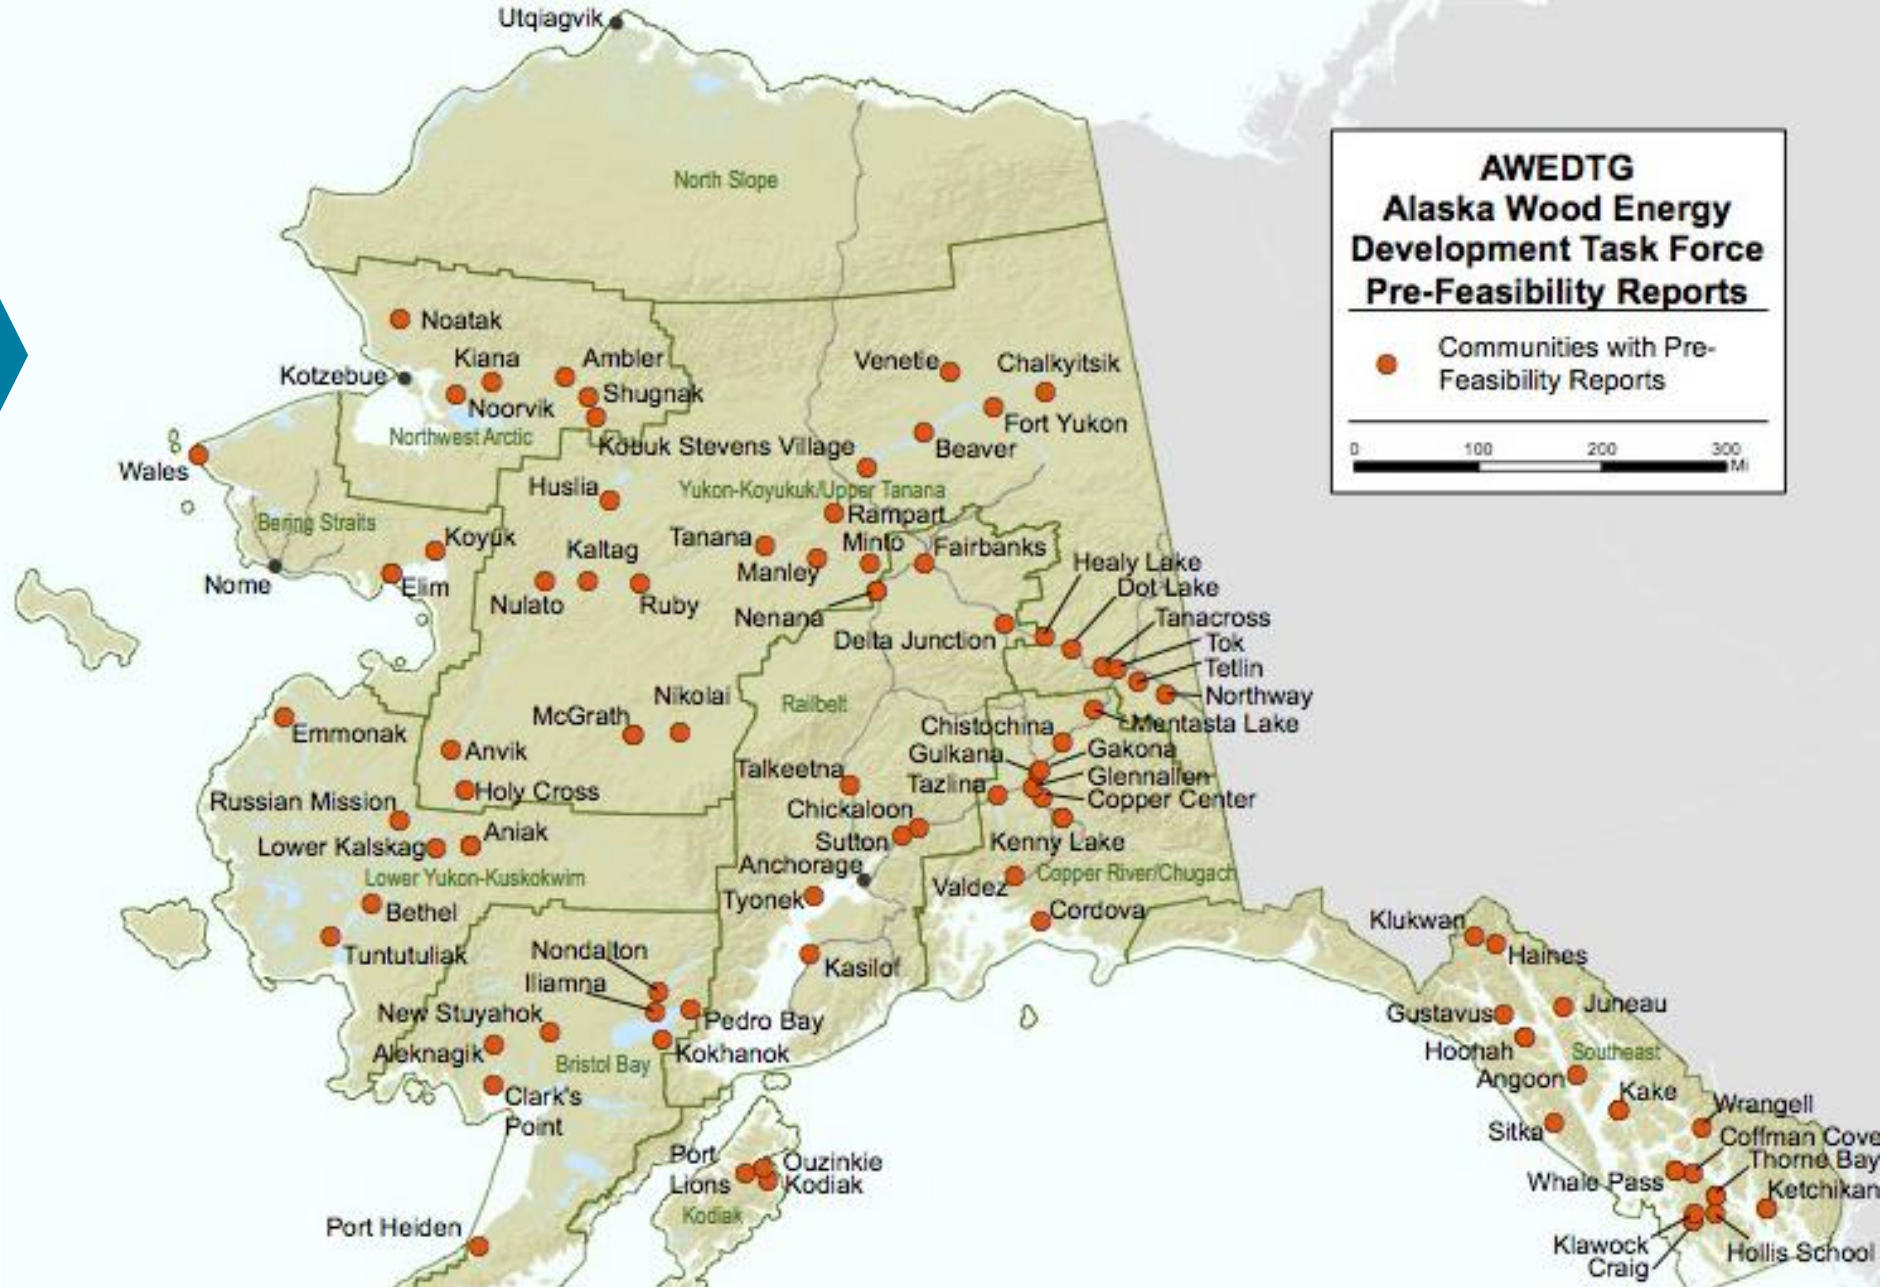 Utqiagvik
AWEDTG
Alaska Wood Energy
Development Task Force
Pre-Feasibility Reports
Communities with Pre-
Feasibility Reports
0 100 200 300
Mi
North Slope
Noatak
Kiana
Ambler
Kotzebue
Shugnak
Noorvik
Northwest Arctic
Kobuk
Stevens Village
Venetie
Chalkyitsik
Fort Yukon
Beaver
Wales
Huslia
Yukon-Koyukuk/Upper Tanana
Bering Straits
Rampart
Koyuk
Tanana
Minto
Fairbanks
Kaltag
Manley
Healy Lake
Nome
Elim
Dot Lake
Nulato
Ruby
Nenana
Tanacross
Delta Junction
Tok
Tetlin
Northway
Nikolai
Railbelt
McGrath
Chistochina
Mentasta Lake
Emmonak
Anvik
Gulkana
Gakona
Talkeetna
Tazlina
Glennallen
Holy Cross
Copper Center
Russian Mission
Chickaloon
Aniak
Sutton
Kenny Lake
Lower Kalskag
Anchorage
Lower Yukon-Kuskokwim
Copper River/Chugach
Valdez
Tyonek
Bethel
Cordova
Klukwan
Tuntutuliak
Nondalton
Haines
Kasilof
Iliamna
New Stuyahok
Pedro Bay
Gustavus
Juneau
Aleknagik
Kokhanok
Hoonah
Southeast
Bristol Bay
Angoon
Clark's
Point
Kake
Wrangell
Sitka
Coffman Cove
Port
Lions
Ouzinkie
Thorne Bay
Kodiak
Whale Pass
Ketchikan
Kodiak
Port Heiden
Klawock
Hollis School
Craig